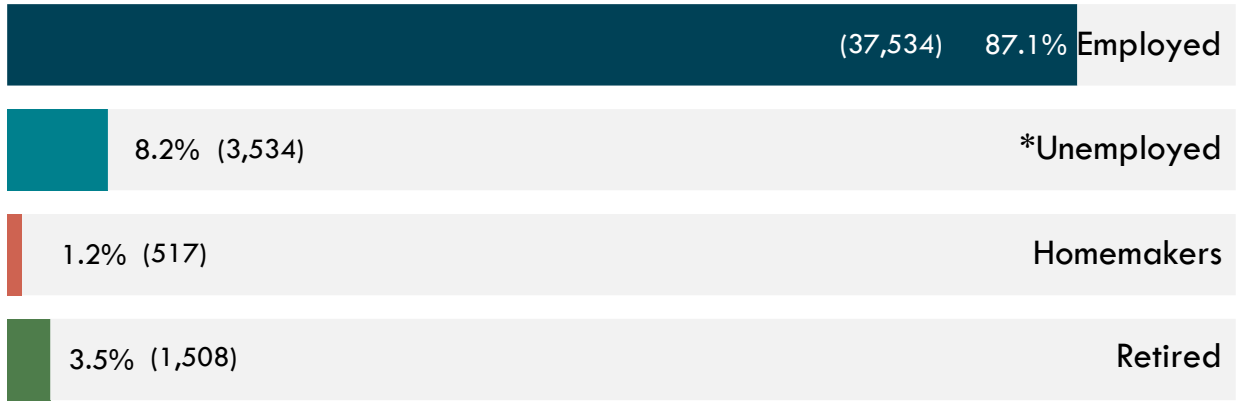 (37,534) 87.1% Employed
8.2% (3,534) *Unemployed
1.2% (517) Homemakers
3.5% (1,508) Retired